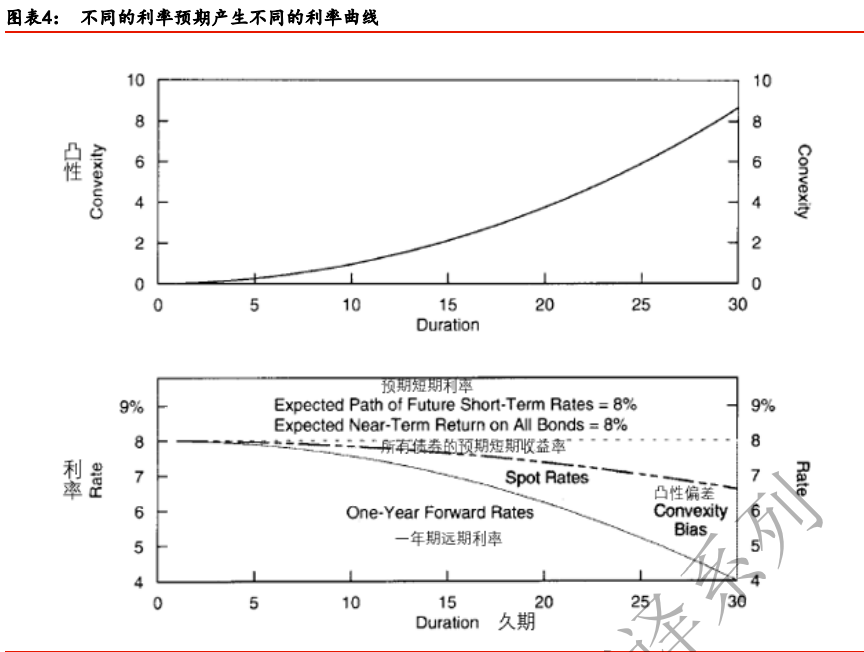 图表4： 不同的利率预期产生不同的利率曲线
10
8
6
4
2
0
凸性
Convexity
10
8
6
4
2
0
Convexity
0 5 10 15 20 25 30
Duration
预期短期利率
Expected Path of Future Short-Term Rates = 8%
Expected Near-Term Return on All Bonds = 8%
所有债券的预期短期收益率
9%
8
7
6
5
4
利率
Rate
Spot Rates
One-Year Forward Rates
一年期远期利率
凸性偏差
Convexity
Bias
9%
8
7
6
5
4
Rate
0 5 10 15 20 25 30
Duration 久期
译系列